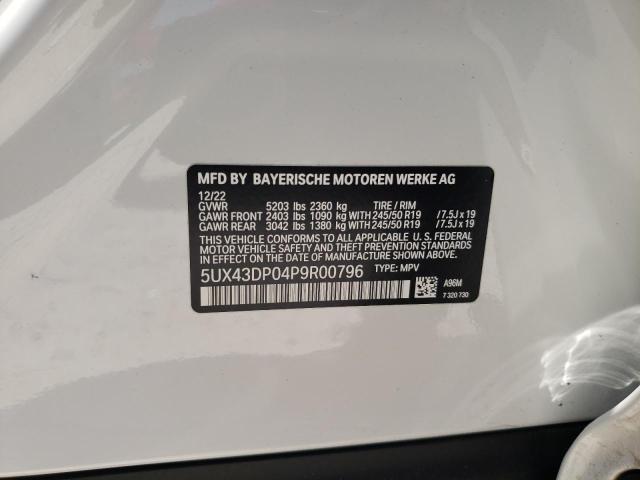 MFD BY BAYERISCHE MOTOREN WERKE AG
12/22
GVWR 5203 lbs 2360 kg TIRE / RIM
GAWR FRONT 2403 lbs 1090 kg WITH 245/50 R19 /7.5J x 19
GAWR REAR 3042 lbs 1380 kg WITH 245/50 R19 /7.5J x 19
THIS VEHICLE CONFORMS TO ALL APPLICABLE U.S. FEDERAL
MOTOR VEHICLE SAFETY AND THEFT PREVENTION STANDARDS
IN EFFECT ON THE DATE OF MANUFACTURE SHOWN ABOVE.
5UX43DP04P9R00796 TYPE: MPV
A96M
7 320 730